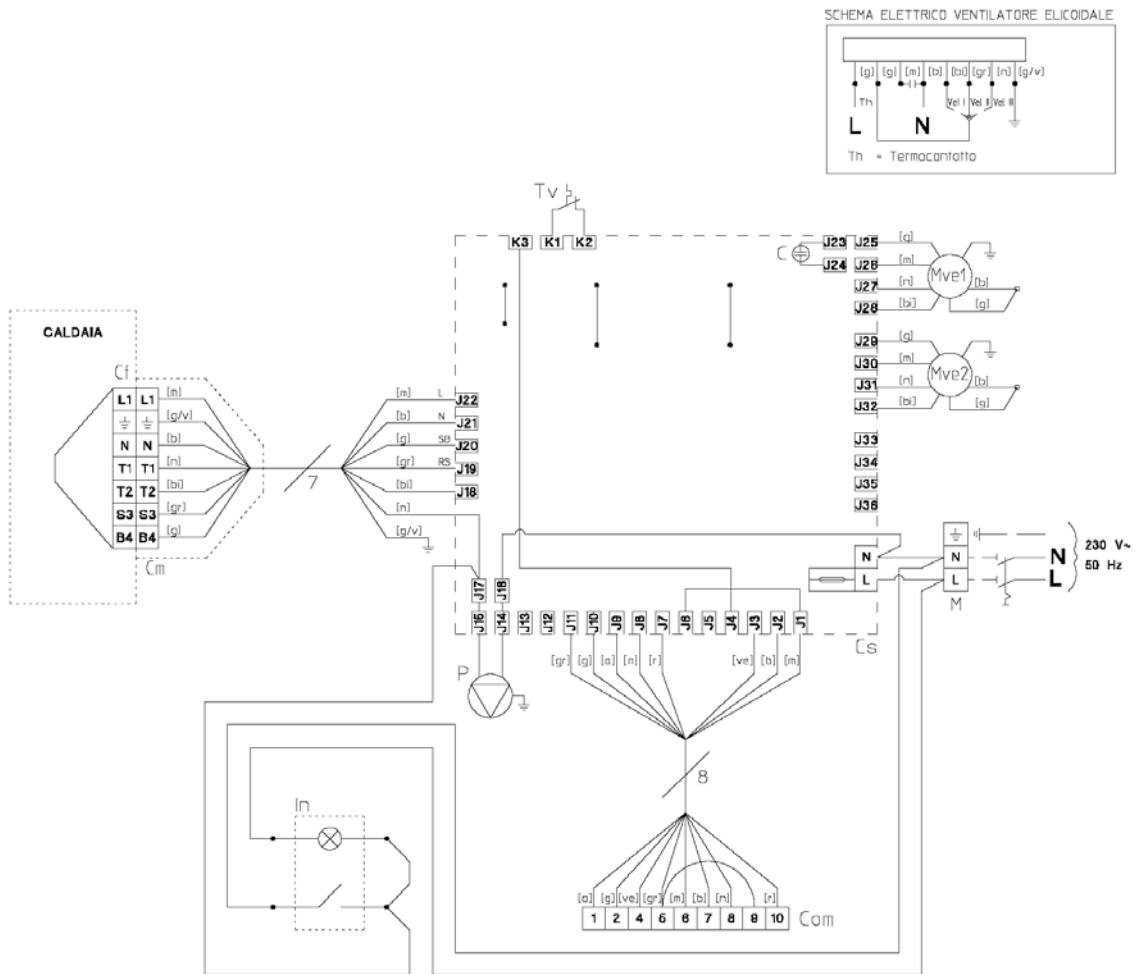 SCHEMA ELETTRICO VENTILATORE ELICOIDALE
[g] [g] [m] [b] [bi] [gr] [n] [g/v]
Th Vel I Vel II Vel III
L N
Th = Termocontatto
Tv
K3 K1 K2
C
J23 J25 [g]
J24 J26 [m]
Mve1
J27 [n] [b]
J28 [bi] [g]
J29 [g]
J30 [m]
Mve2
J31 [n] [b]
J32 [bi] [g]
J33
J34
J35
J36
CALDAIA
Cf
L1 L1 [m]
[g/v]
N N [b]
T1 T1 [n]
T2 T2 [bi]
S3 S3 [gr]
B4 B4 [g]
Cm
7
[m] L J22
[b] N J21
[g] SB J20
[gr] RS J19
[bi] J18
[n]
[g/v]
N N N
L L L
M
230 V~
50 Hz
J17 J16
J15 J14 J13 J12 J11 J10 J9 J8 J7 J6 J5 J4 J3 J2 J1
Cs
[gr] [g] [a] [n] [r] [ve] [b] [m]
P
8
In
[a] [g] [ve] [gr] [m] [b] [n] [r]
1 2 4 5 6 7 8 9 10
Com